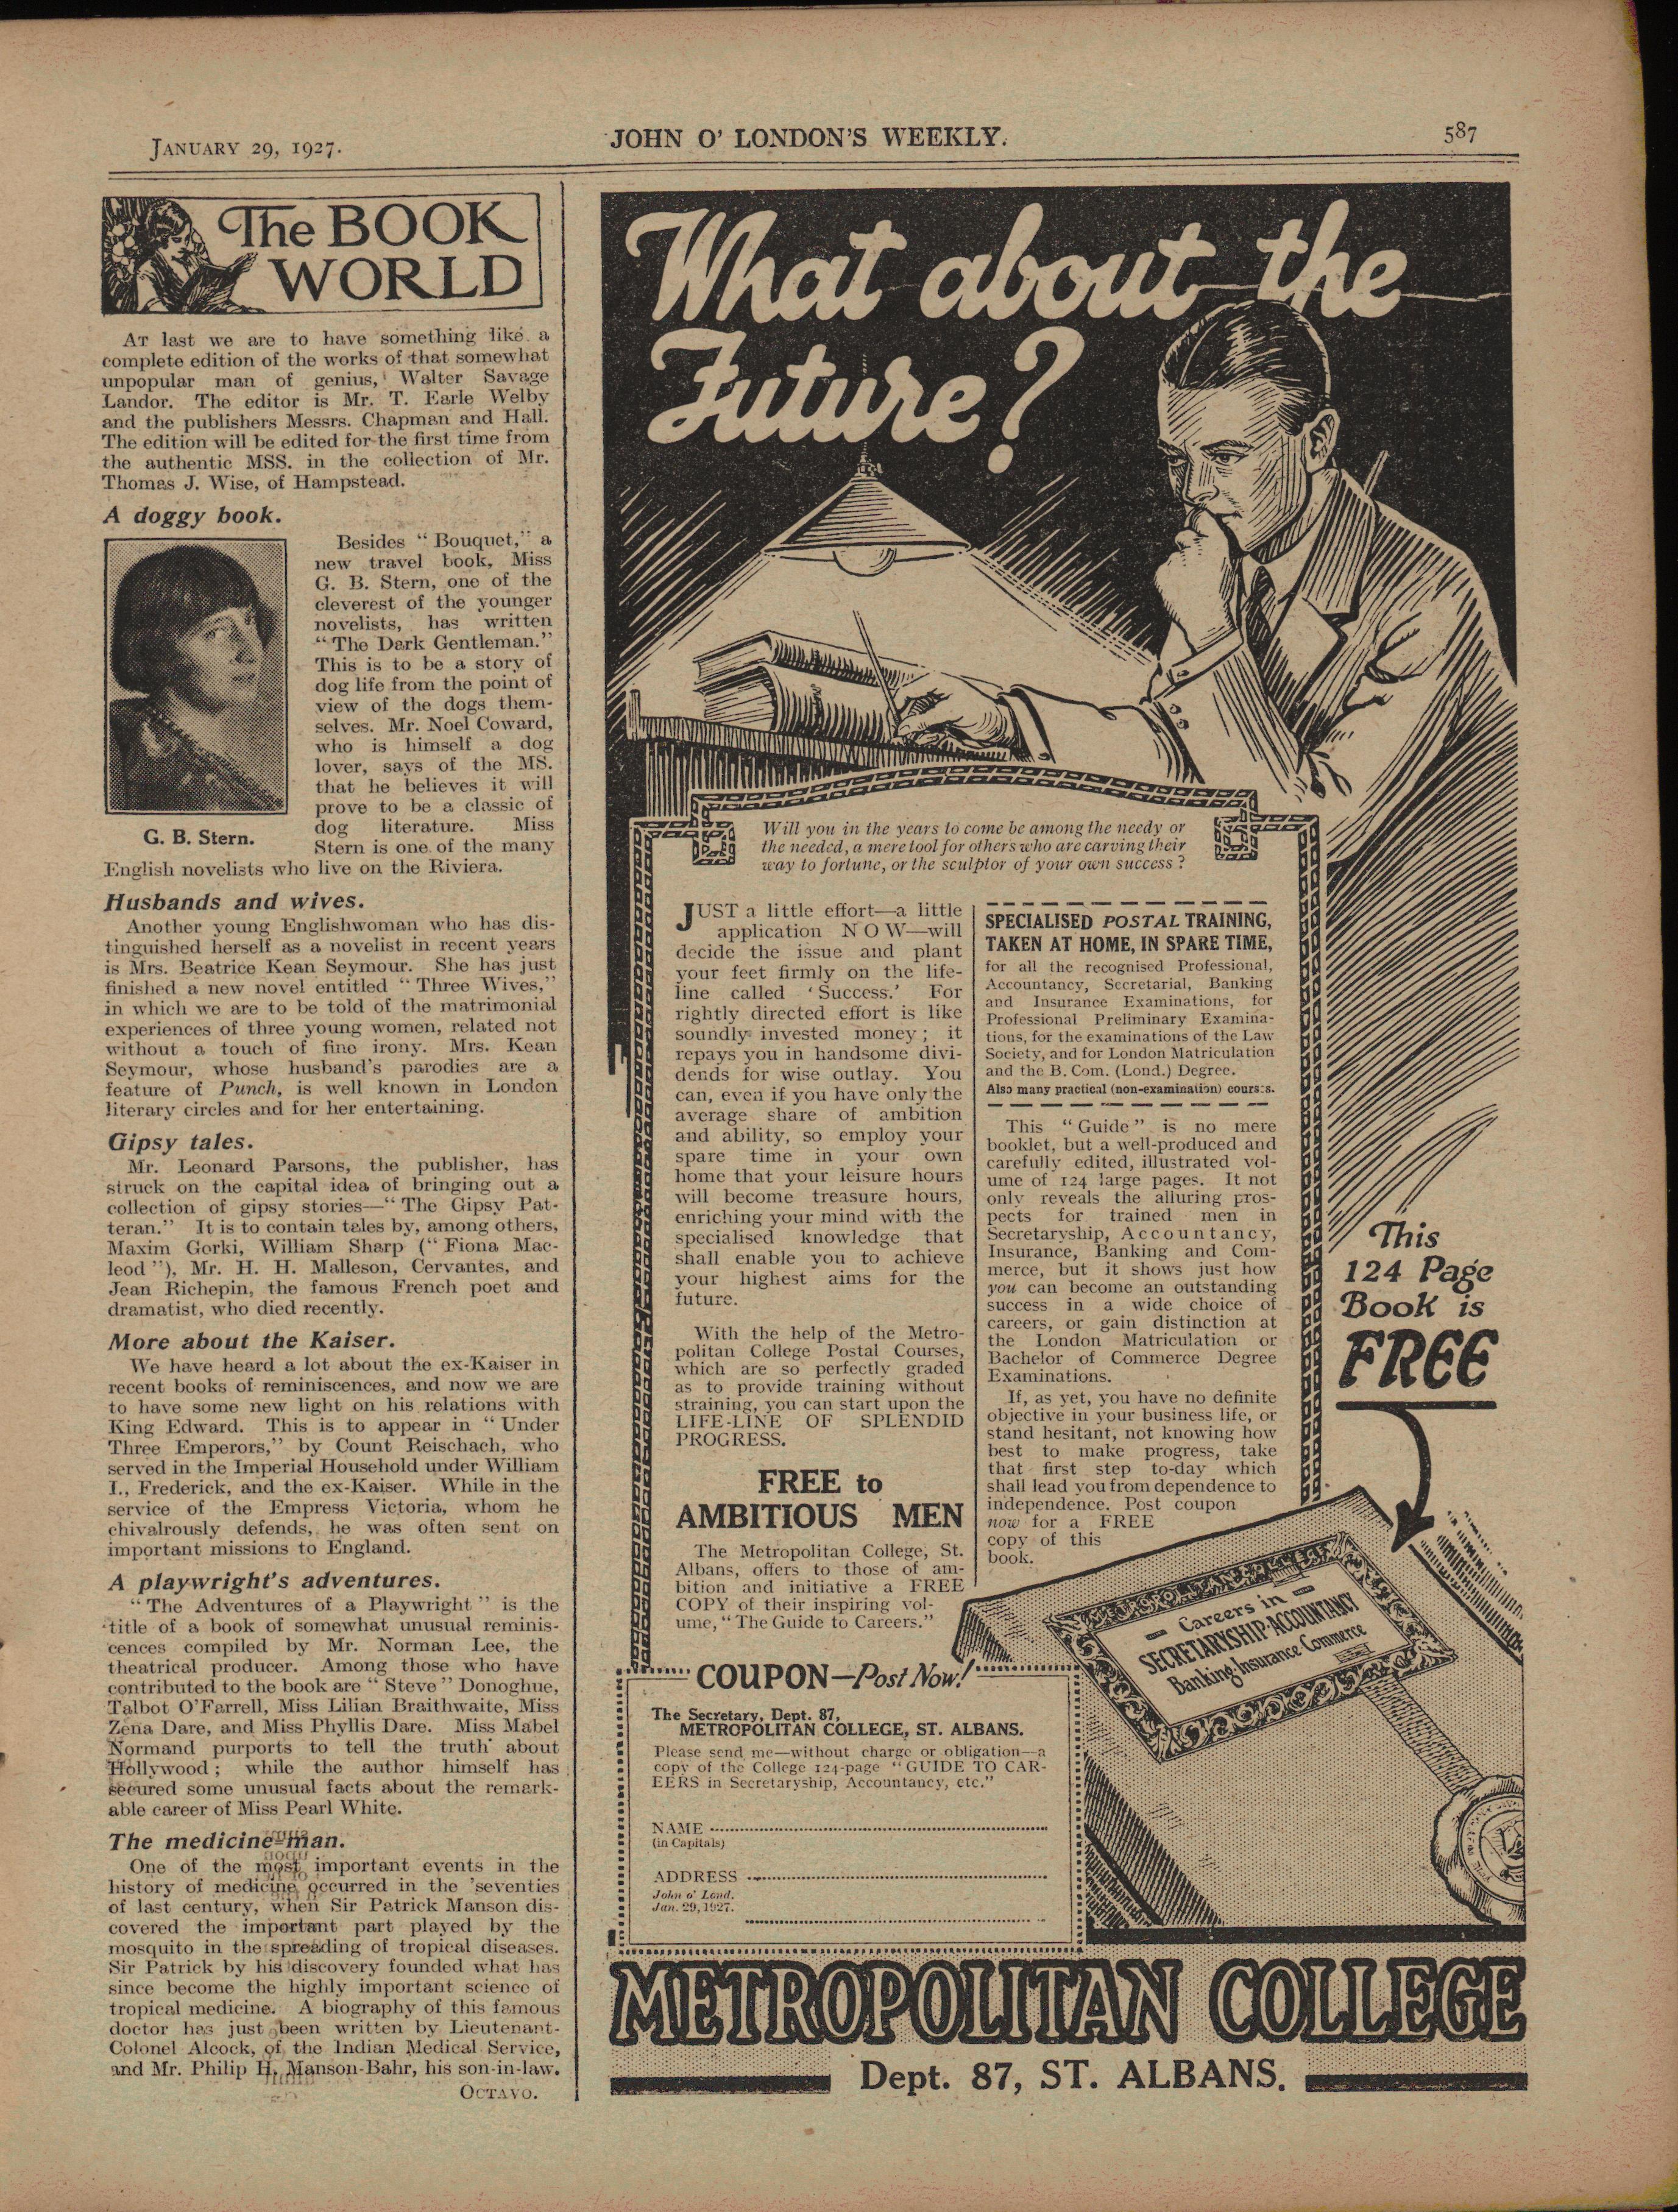 JANUARY 29, 1927.
JOHN O' LONDON'S WEEKLY.
587
The BOOK
WORLD
AT last we are to have something like a
complete edition of the works of that somewhat
unpopular man of genius, Walter Savage
Landor. The editor is Mr. T. Earle Welby
and the publishers Messrs. Chapman and Hall.
The edition will be edited for the first time from
the authentic MSS. in the collection of Mr.
Thomas J. Wise, of Hampstead.
A doggy book.
Besides "Bouquet," a
new travel book, Miss
G. B. Stern, one of the
cleverest of the younger
novelists, has written
"The Dark Gentleman."
This is to be a story of
dog life from the point of
view of the dogs them-
selves. Mr. Noel Coward,
who is himself a dog
lover, says of the MS.
that he believes it will
prove to be a classic of
dog literature. Miss
Stern is one of the many
G. B. Stern.
English novelists who live on the Riviera.
Husbands and wives.
Another young Englishwoman who has dis-
tinguished herself as a novelist in recent years
is Mrs. Beatrice Kean Seymour. She has just
finished a new novel entitled "Three Wives,"
in which we are to be told of the matrimonial
experiences of three young women, related not
without a touch of fine irony. Mrs. Kean
Seymour, whose husband's parodies are a
feature of Punch, is well known in London
literary circles and for her entertaining.
Gipsy tales.
Mr. Leonard Parsons, the publisher, has
struck on the capital idea of bringing out a
collection of gipsy stories—"The Gipsy Pat-
teran." It is to contain tales by, among others,
Maxim Gorki, William Sharp ("Fiona Mac-
leod"), Mr. H. H. Malleson, Cervantes, and
Jean Richepin, the famous French poet and
dramatist, who died recently.
More about the Kaiser.
We have heard a lot about the ex-Kaiser in
recent books of reminiscences, and now we are
to have some new light on his relations with
King Edward. This is to appear in "Under
Three Emperors," by Count Reischach, who
served in the Imperial Household under William
I., Frederick, and the ex-Kaiser. While in the
service of the Empress Victoria, whom he
chivalrously defends, he was often sent on
important missions to England.
A playwright's adventures.
"The Adventures of a Playwright" is the
title of a book of somewhat unusual reminis-
cences compiled by Mr. Norman Lee, the
theatrical producer. Among those who have
contributed to the book are "Steve" Donoghue,
Talbot O'Farrell, Miss Lilian Braithwaite, Miss
Zena Dare, and Miss Phyllis Dare. Miss Mabel
Normand purports to tell the truth about
Hollywood; while the author himself has
secured some unusual facts about the remark-
able career of Miss Pearl White.
The medicine-man.
One of the most important events in the
history of medicine occurred in the 'seventies
of last century, when Sir Patrick Manson dis-
covered the important part played by the
mosquito in the spreading of tropical diseases.
Sir Patrick by his discovery founded what has
since become the highly important science of
tropical medicine. A biography of this famous
doctor has just been written by Lieutenant-
Colonel Alcock, of the Indian Medical Service,
and Mr. Philip H. Manson-Bahr, his son-in-law.
OCTAVO.
What about the
Future?
Will you in the years to come be among the needy or
the needed, a mere tool for others who are carving their
way to fortune, or the sculptor of your own success?
JUST a little effort—a little
application NOW—will
decide the issue and plant
your feet firmly on the life-
line called 'Success.' For
rightly directed effort is like
soundly invested money; it
repays you in handsome divi-
dends for wise outlay. You
can, even if you have only the
average share of ambition
and ability, so employ your
spare time in your own
home that your leisure hours
will become treasure hours,
enriching your mind with the
specialised knowledge that
shall enable you to achieve
your highest aims for the
future.
With the help of the Metro-
politan College Postal Courses,
which are so perfectly graded
as to provide training without
straining, you can start upon the
LIFE-LINE OF SPLENDID
PROGRESS.
FREE to
AMBITIOUS MEN
The Metropolitan College, St.
Albans, offers to those of am-
bition and initiative a FREE
COPY of their inspiring vol-
ume, "The Guide to Careers."
SPECIALISED POSTAL TRAINING,
TAKEN AT HOME, IN SPARE TIME,
for all the recognised Professional,
Accountancy, Secretarial, Banking
and Insurance Examinations, for
Professional Preliminary Examina-
tions, for the examinations of the Law
Society, and for London Matriculation
and the B. Com. (Lond.) Degree.
Also many practical (non-examination) courses.
This "Guide" is no mere
booklet, but a well-produced and
carefully edited, illustrated vol-
ume of 124 large pages. It not
only reveals the alluring pros-
pects for trained men in
Secretaryship, Accountancy,
Insurance, Banking and Com-
merce, but it shows just how
you can become an outstanding
success in a wide choice of
careers, or gain distinction at
the London Matriculation or
Bachelor of Commerce Degree
Examinations.
If, as yet, you have no definite
objective in your business life, or
stand hesitant, not knowing how
best to make progress, take
that first step to-day which
shall lead you from dependence to
independence. Post coupon
now for a FREE
copy of this
book.
This
124 Page
Book is
FREE
METROPOLITAN
Careers in
SECRETARYSHIP·ACCOUNTANCY
Banking·Insurance Commerce
COUPON—Post Now!
The Secretary, Dept. 87,
METROPOLITAN COLLEGE, ST. ALBANS.
Please send me—without charge or obligation—a
copy of the College 124-page "GUIDE TO CAR-
EERS in Secretaryship, Accountancy, etc."
NAME
(in Capitals)
ADDRESS
John o' Lond.
Jan. 29, 1927.
METROPOLITAN COLLEGE
Dept. 87, ST. ALBANS.